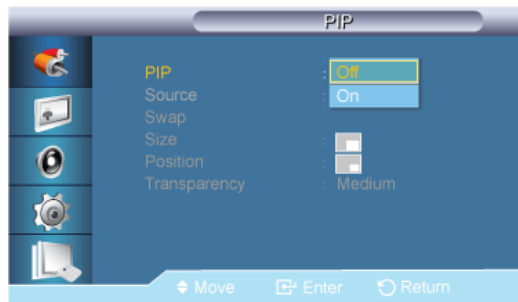 PIP
PIP : Off
Source : On
Swap
Size :
Position :
Transparency : Medium
Move Enter Return